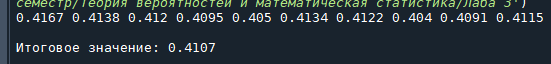 семестр/Теория вероятностей и математическая статистика/Лаба 3')
0.4167 0.4138 0.412 0.4095 0.405 0.4134 0.4122 0.404 0.4091 0.4115
Итоговое значение: 0.4107